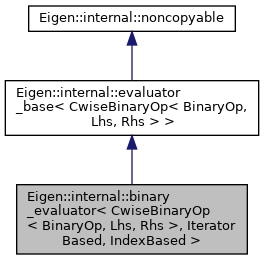 Eigen::internal::noncopyable
Eigen::internal::evaluator
_base< CwiseBinaryOp< BinaryOp,
Lhs, Rhs > >
Eigen::internal::binary
_evaluator< CwiseBinaryOp
< BinaryOp, Lhs, Rhs >, Iterator
Based, IndexBased >